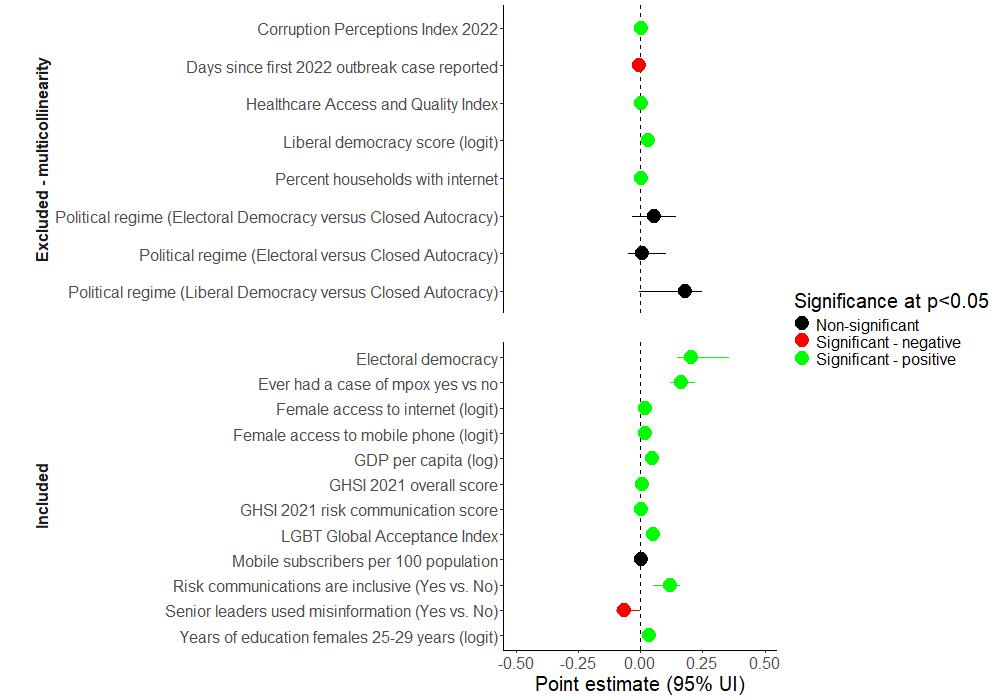 Excluded - multicollinearity
Corruption Perceptions Index 2022
Days since first 2022 outbreak case reported
Healthcare Access and Quality Index
Liberal democracy score (logit)
Percent households with internet
Political regime (Electoral Democracy versus Closed Autocracy)
Political regime (Electoral versus Closed Autocracy)
Political regime (Liberal Democracy versus Closed Autocracy)
Included
Electoral democracy
Ever had a case of mpox yes vs no
Female access to internet (logit)
Female access to mobile phone (logit)
GDP per capita (log)
GHSI 2021 overall score
GHSI 2021 risk communication score
LGBT Global Acceptance Index
Mobile subscribers per 100 population
Risk communications are inclusive (Yes vs. No)
Senior leaders used misinformation (Yes vs. No)
Years of education females 25-29 years (logit)
-0.50 -0.25 0.00 0.25 0.50
Point estimate (95% UI)
Significance at p<0.05
Non-significant
Significant - negative
Significant - positive